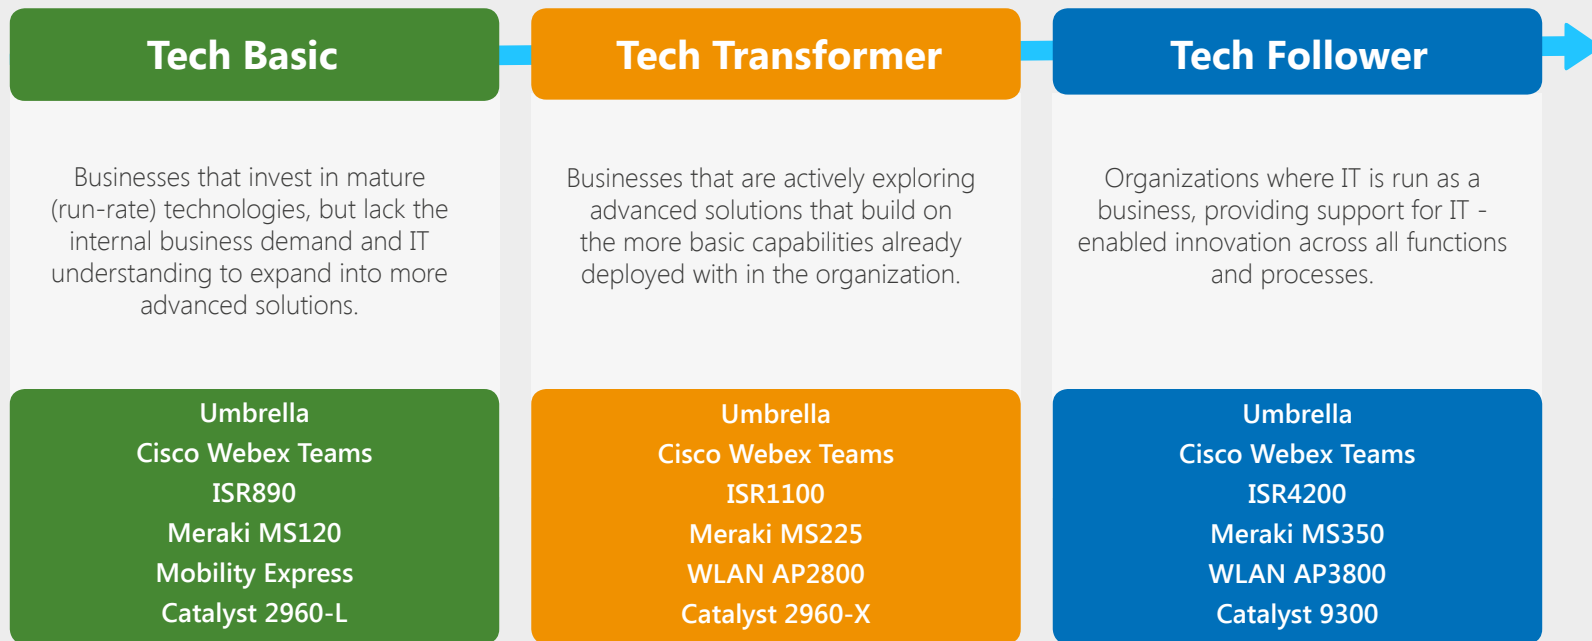 Tech Basic
Businesses that invest in mature
(run-rate) technologies, but lack the
internal business demand and IT
understanding to expand into more
advanced solutions.
Umbrella
Cisco Webex Teams
ISR890
Meraki MS120
Mobility Express
Catalyst 2960-L
Tech Transformer
Businesses that are actively exploring
advanced solutions that build on
the more basic capabilities already
deployed with in the organization.
Umbrella
Cisco Webex Teams
ISR1100
Meraki MS225
WLAN AP2800
Catalyst 2960-X
Tech Follower
Organizations where IT is run as a
business, providing support for IT -
enabled innovation across all functions
and processes.
Umbrella
Cisco Webex Teams
ISR4200
Meraki MS350
WLAN AP3800
Catalyst 9300